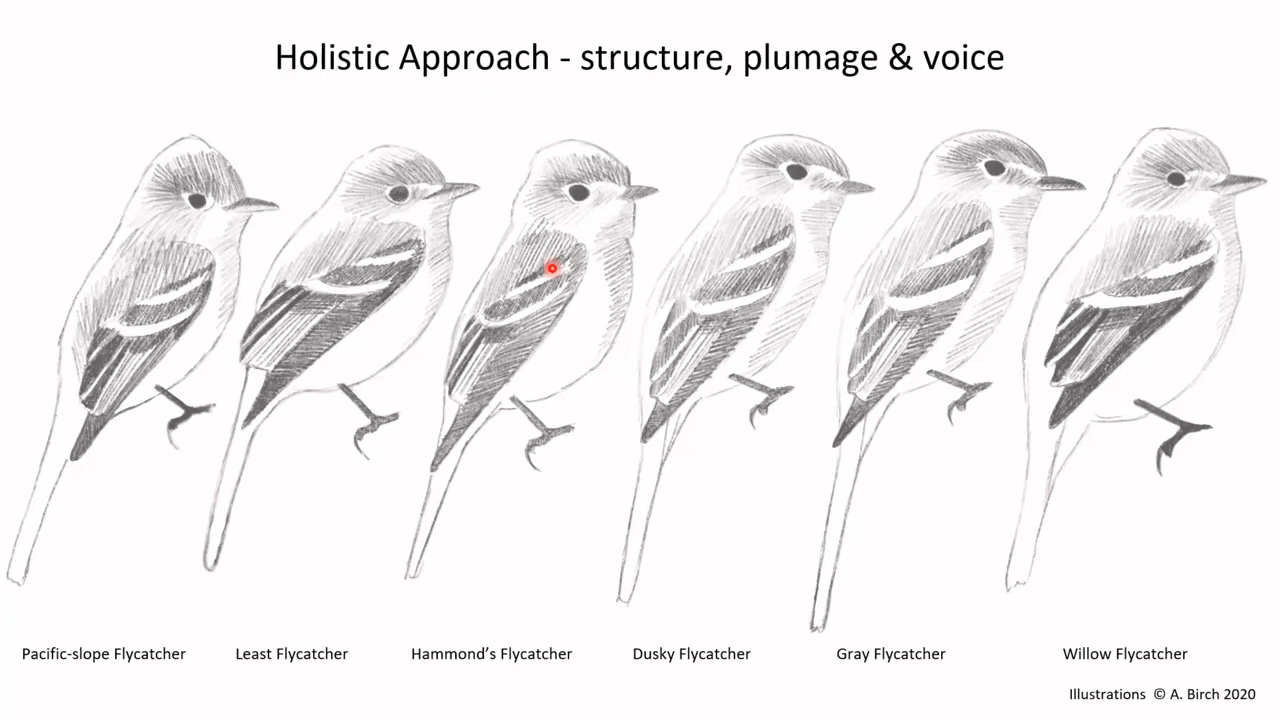 Holistic Approach - structure, plumage & voice
Pacific-slope Flycatcher
Least Flycatcher
Hammond’s Flycatcher
Dusky Flycatcher
Gray Flycatcher
Willow Flycatcher
Illustrations © A. Birch 2020